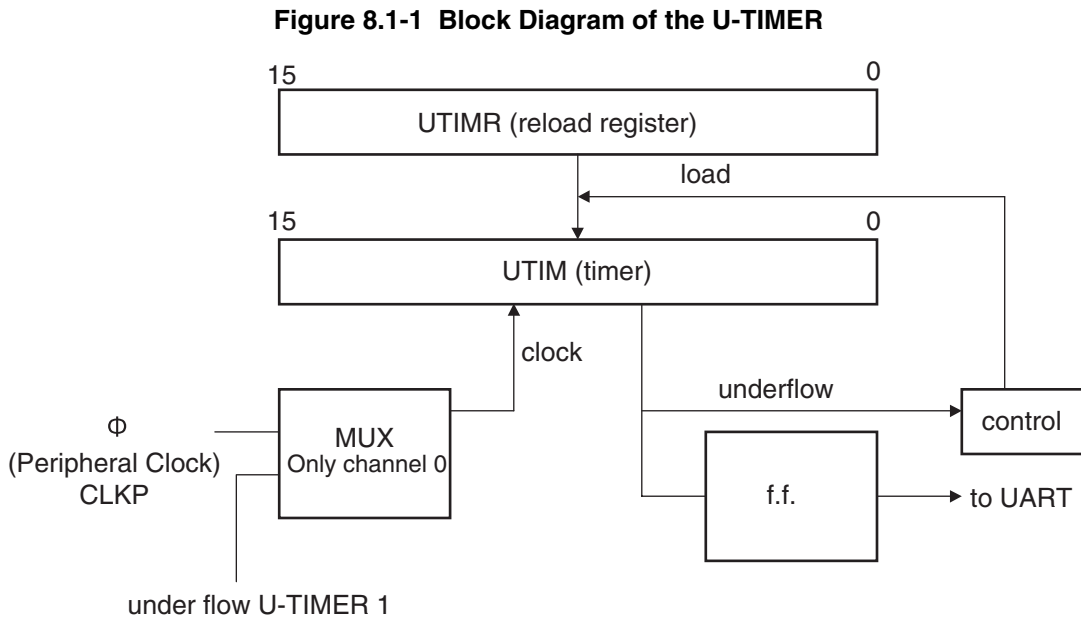 Figure 8.1-1 Block Diagram of the U-TIMER
15 0
UTIMR (reload register)
load
15 0
UTIM (timer)
clock
underflow
control
Φ
(Peripheral Clock)
CLKP
MUX
Only channel 0
f.f.
to UART
under flow U-TIMER 1